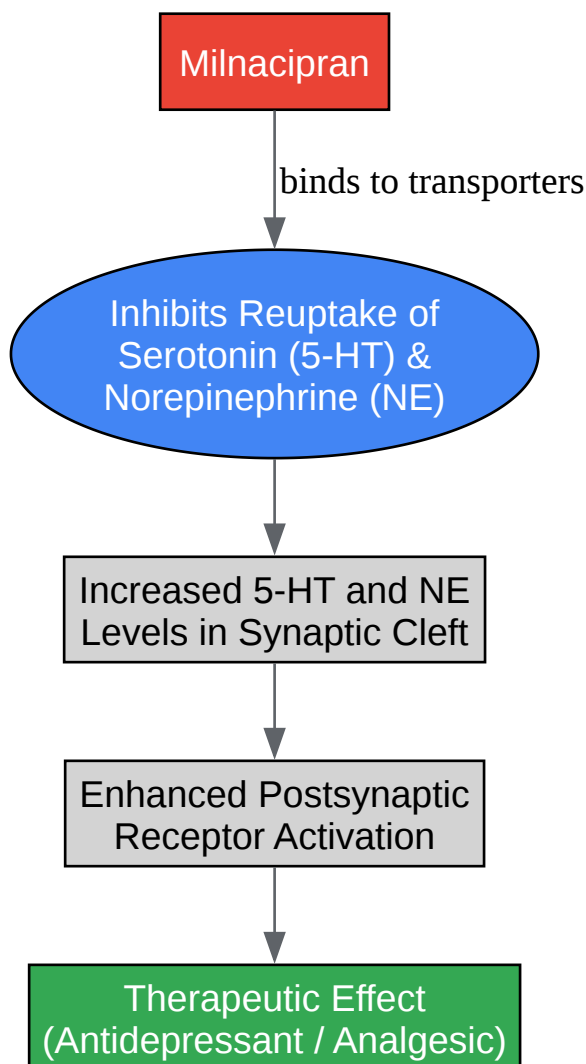 Milnacipran
binds to transporters
Inhibits Reuptake of
Serotonin (5-HT) &
Norepinephrine (NE)
Increased 5-HT and NE
Levels in Synaptic Cleft
Enhanced Postsynaptic
Receptor Activation
Therapeutic Effect
(Antidepressant / Analgesic)